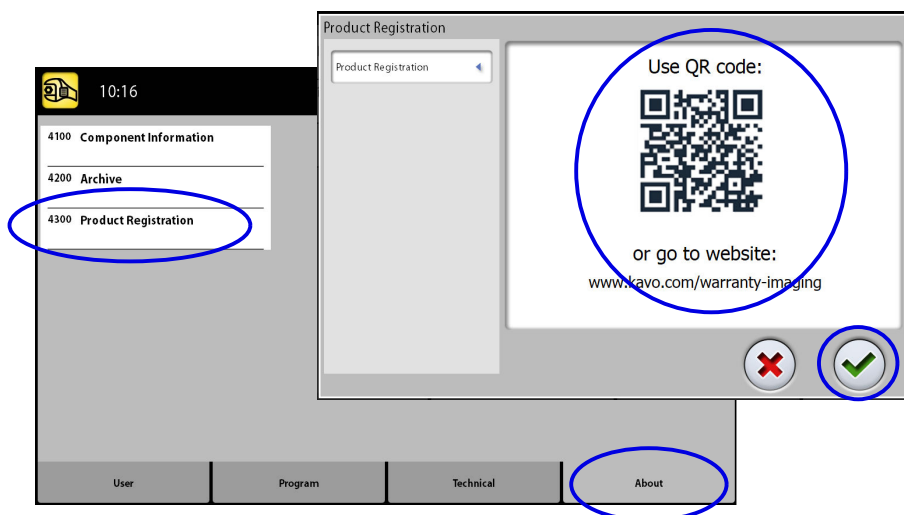 Product Registration
Product Registration
Use QR code:
or go to website:
www.kavo.com/warranty-imaging
10:16
4100 Component Information
4200 Archive
4300 Product Registration
User
Program
Technical
About